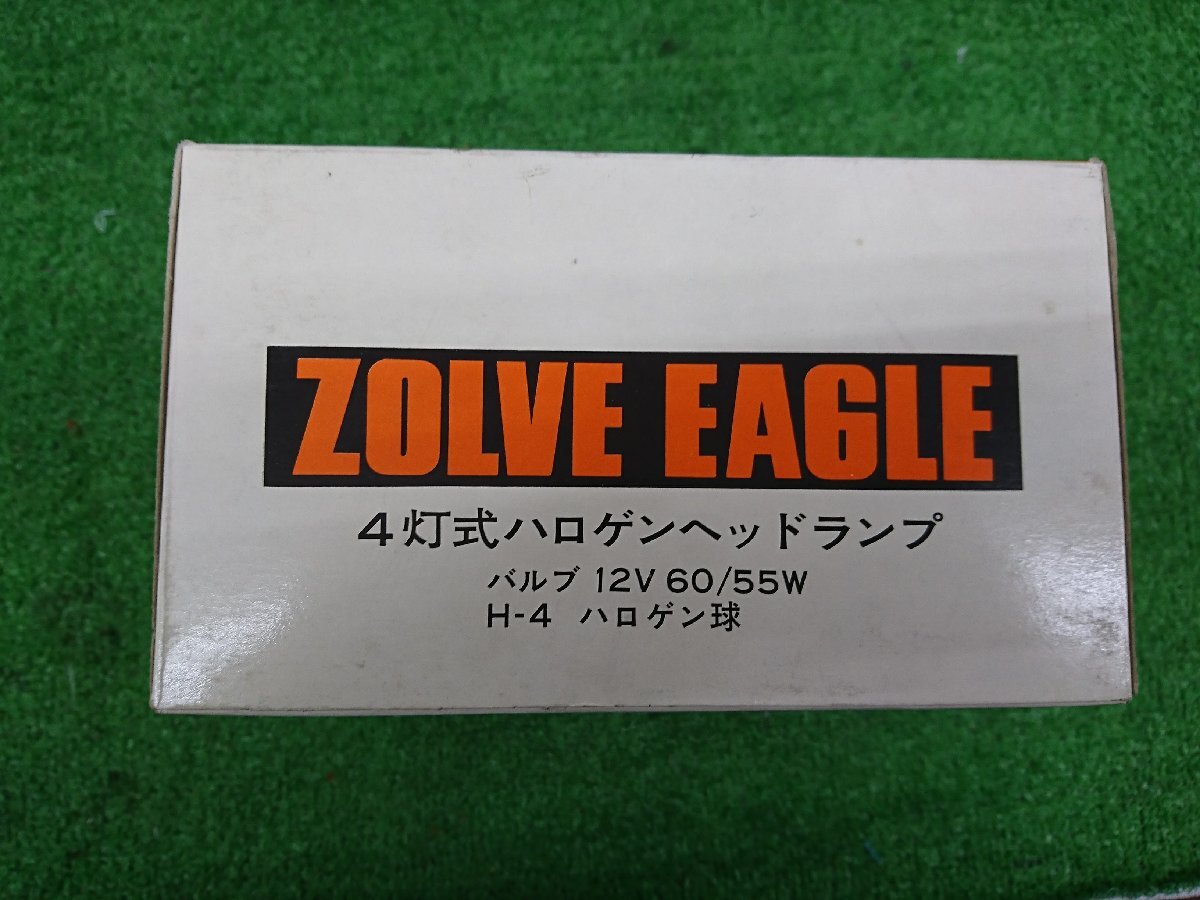 ZOLVE EAGLE
4灯式ハロゲンヘッドランプ
バルブ 12V 60/55W
H-4 ハロゲン球